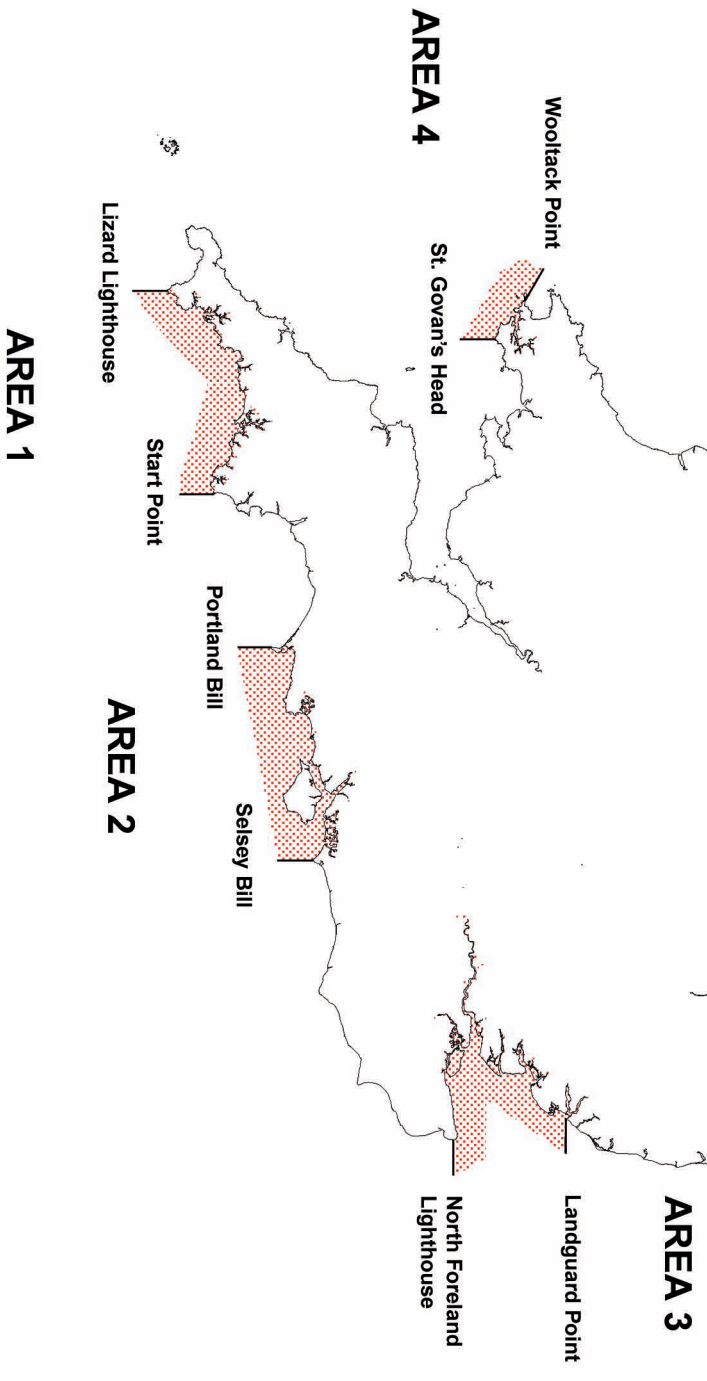 AREA 4
Wooltack Point
St. Govan's Head
Lizard Lighthouse
AREA 1
Start Point
Portland Bill
AREA 2
Selsey Bill
North Foreland
Lighthouse
Landguard Point
AREA 3